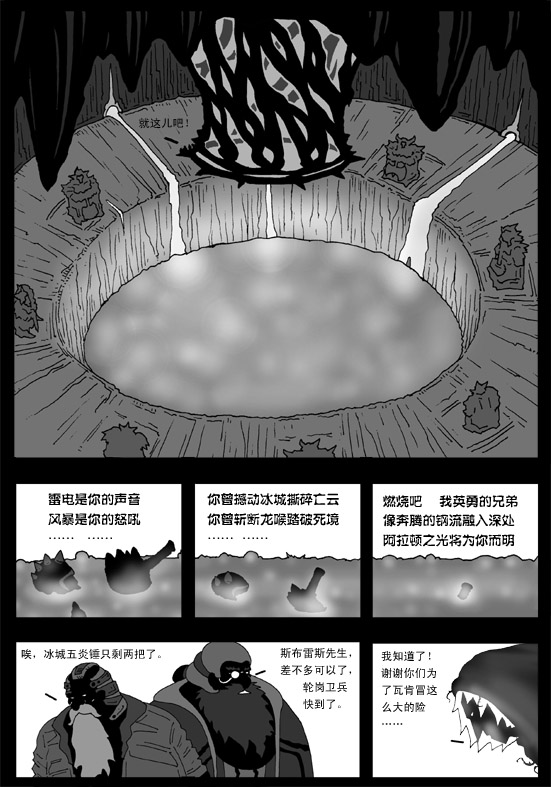 就这儿吧！
雷电是你的声音
风暴是你的怒吼
…… ……
你曾撼动冰城撕碎亡云
你曾斩断龙喉踏破死境
…… ……
燃烧吧 我英勇的兄弟
像奔腾的钢流融入深处
阿拉顿之光将为你而明
唉，冰城五炎锤只剩两把了。
斯布雷斯先生，
差不多可以了，
轮岗卫兵
快到了。
我知道了！
谢谢你们为
了瓦肯冒这
么大的险
……